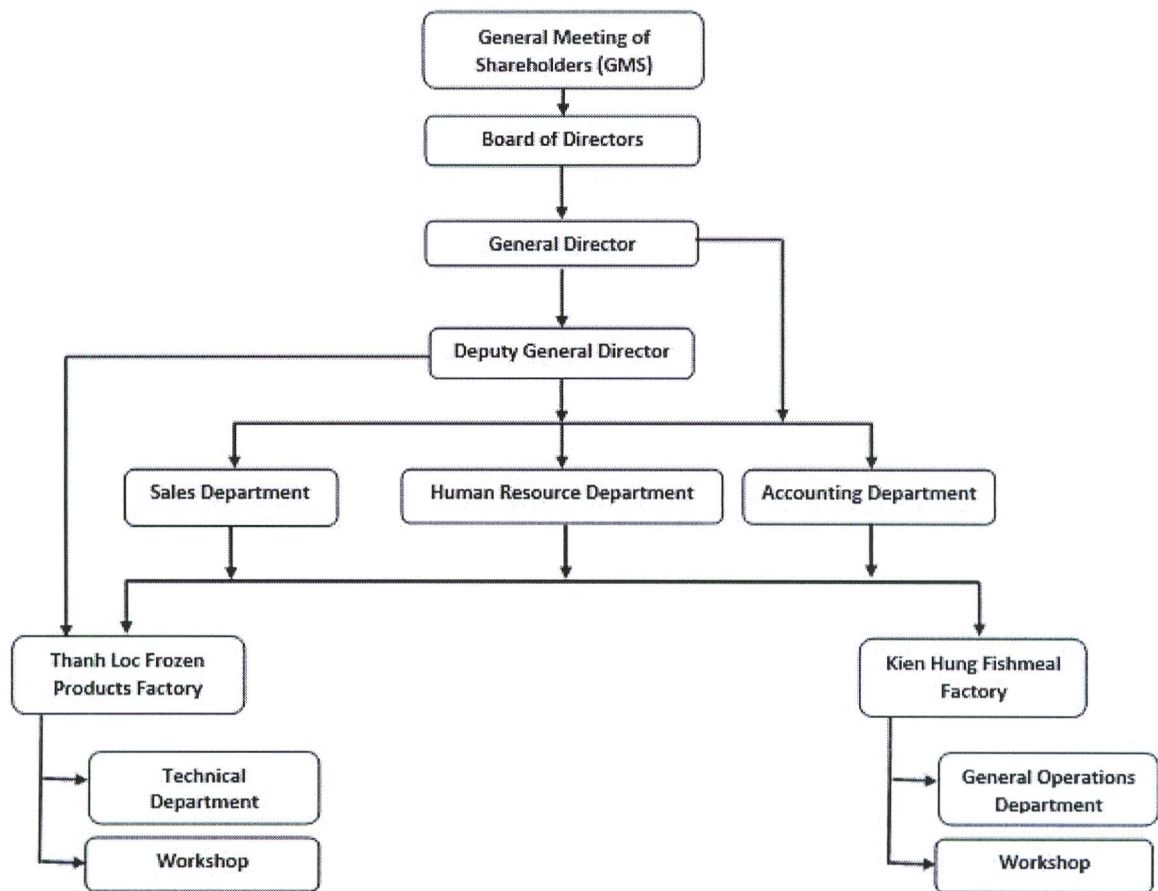 General Meeting of
Shareholders (GMS)
Board of Directors
General Director
Deputy General Director
Sales Department
Human Resource Department
Accounting Department
Thanh Loc Frozen
Products Factory
Kien Hung Fishmeal
Factory
Technical
Department
General Operations
Department
Workshop
Workshop